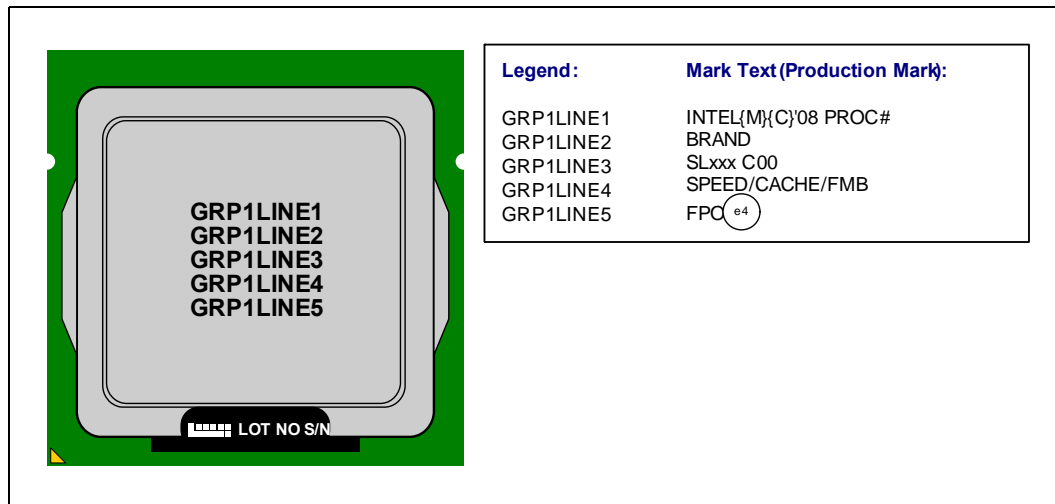 GRP1LINE1
GRP1LINE2
GRP1LINE3
GRP1LINE4
GRP1LINE5
LOT NO S/N
Legend: Mark Text (Production Mark):
GRP1LINE1 INTEL{M}{C}'08 PROC#
GRP1LINE2 BRAND
GRP1LINE3 SLxxx C00
GRP1LINE4 SPEED/CACHE/FMB
GRP1LINE5 FPO e4